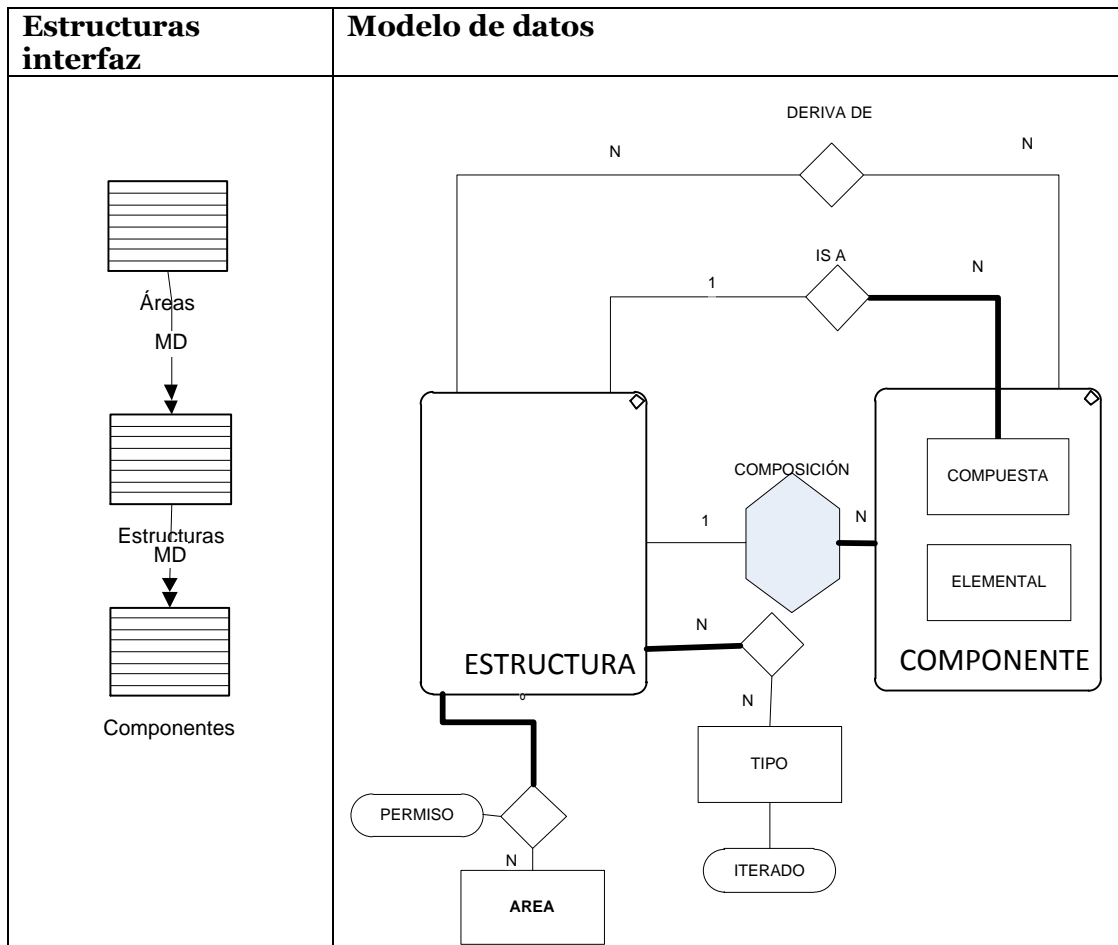 Estructuras
interfaz
Modelo de datos
Áreas
MD
Estructuras
MD
Componentes
DERIVA DE
N
N
IS A
N
1
COMPOSICIÓN
COMPUESTA
1
N
ELEMENTAL
N
ESTRUCTURA
COMPONENTE
0
N
TIPO
PERMISO
N
ITERADO
AREA